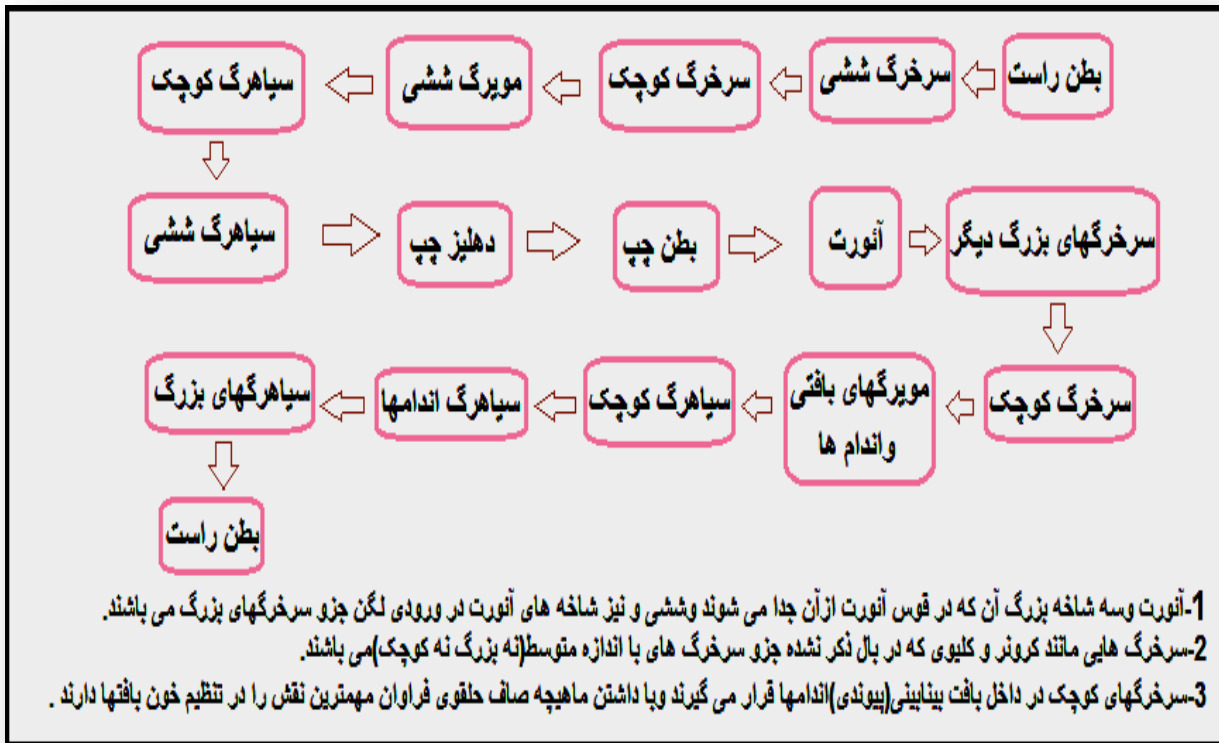 بطن راست
سرخرگ ششی
سرخرگ کوچک
مویرگ ششی
سیاهرگ کوچک
سیاهرگ ششی
دهلیز چپ
بطن چپ
آئورت
سرخرگهای بزرگ دیگر
سرخرگ کوچک
مویرگهای بافتی
واندام ها
سیاهرگ کوچک
سیاهرگ اندامها
سیاهرگهای بزرگ
بطن راست
1-آئورت وسه شاخه بزرگ آن که در قوس آئورت ازآن جدا می شوند وششی و نیز شاخه های آئورت در ورودی لگن جزو سرخرگهای بزرگ می باشند.
2-سرخرگ هایی مانند کرونر و کلیوی که در بال ذکر نشده جزو سرخرگ های با اندازه متوسط(نه بزرگ نه کوچک)می باشند.
3-سرخرگهای کوچک در داخل بافت بینابینی(پیوندی)اندامها قرار می گیرند وبا داشتن ماهیچه صاف حلقوی فراوان مهمترین نقش را در تنظیم خون بافتها دارند .